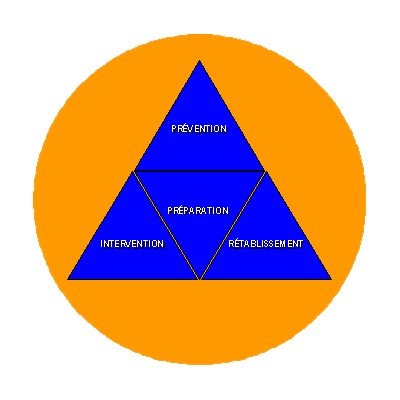 PRÉVENTION
PRÉPARATION
INTERVENTION
RÉTABLISSEMENT